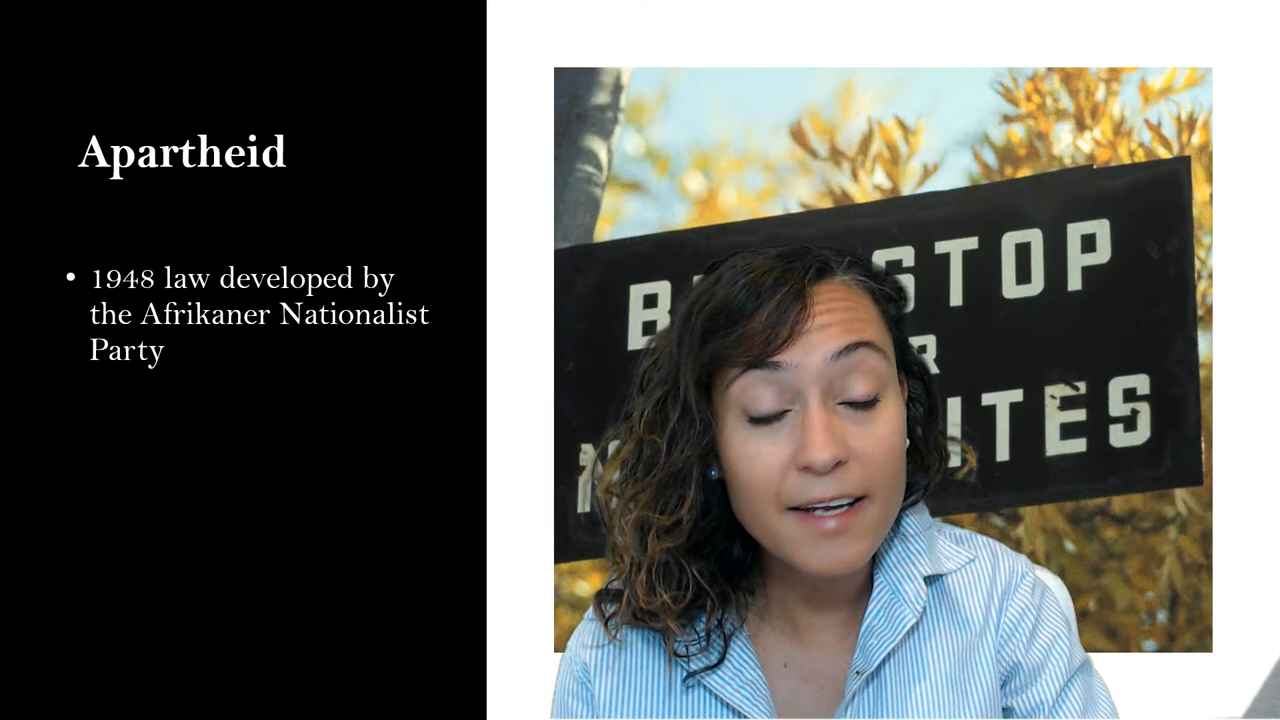 Apartheid
• 1948 law developed by
the Afrikaner Nationalist
Party
STOP